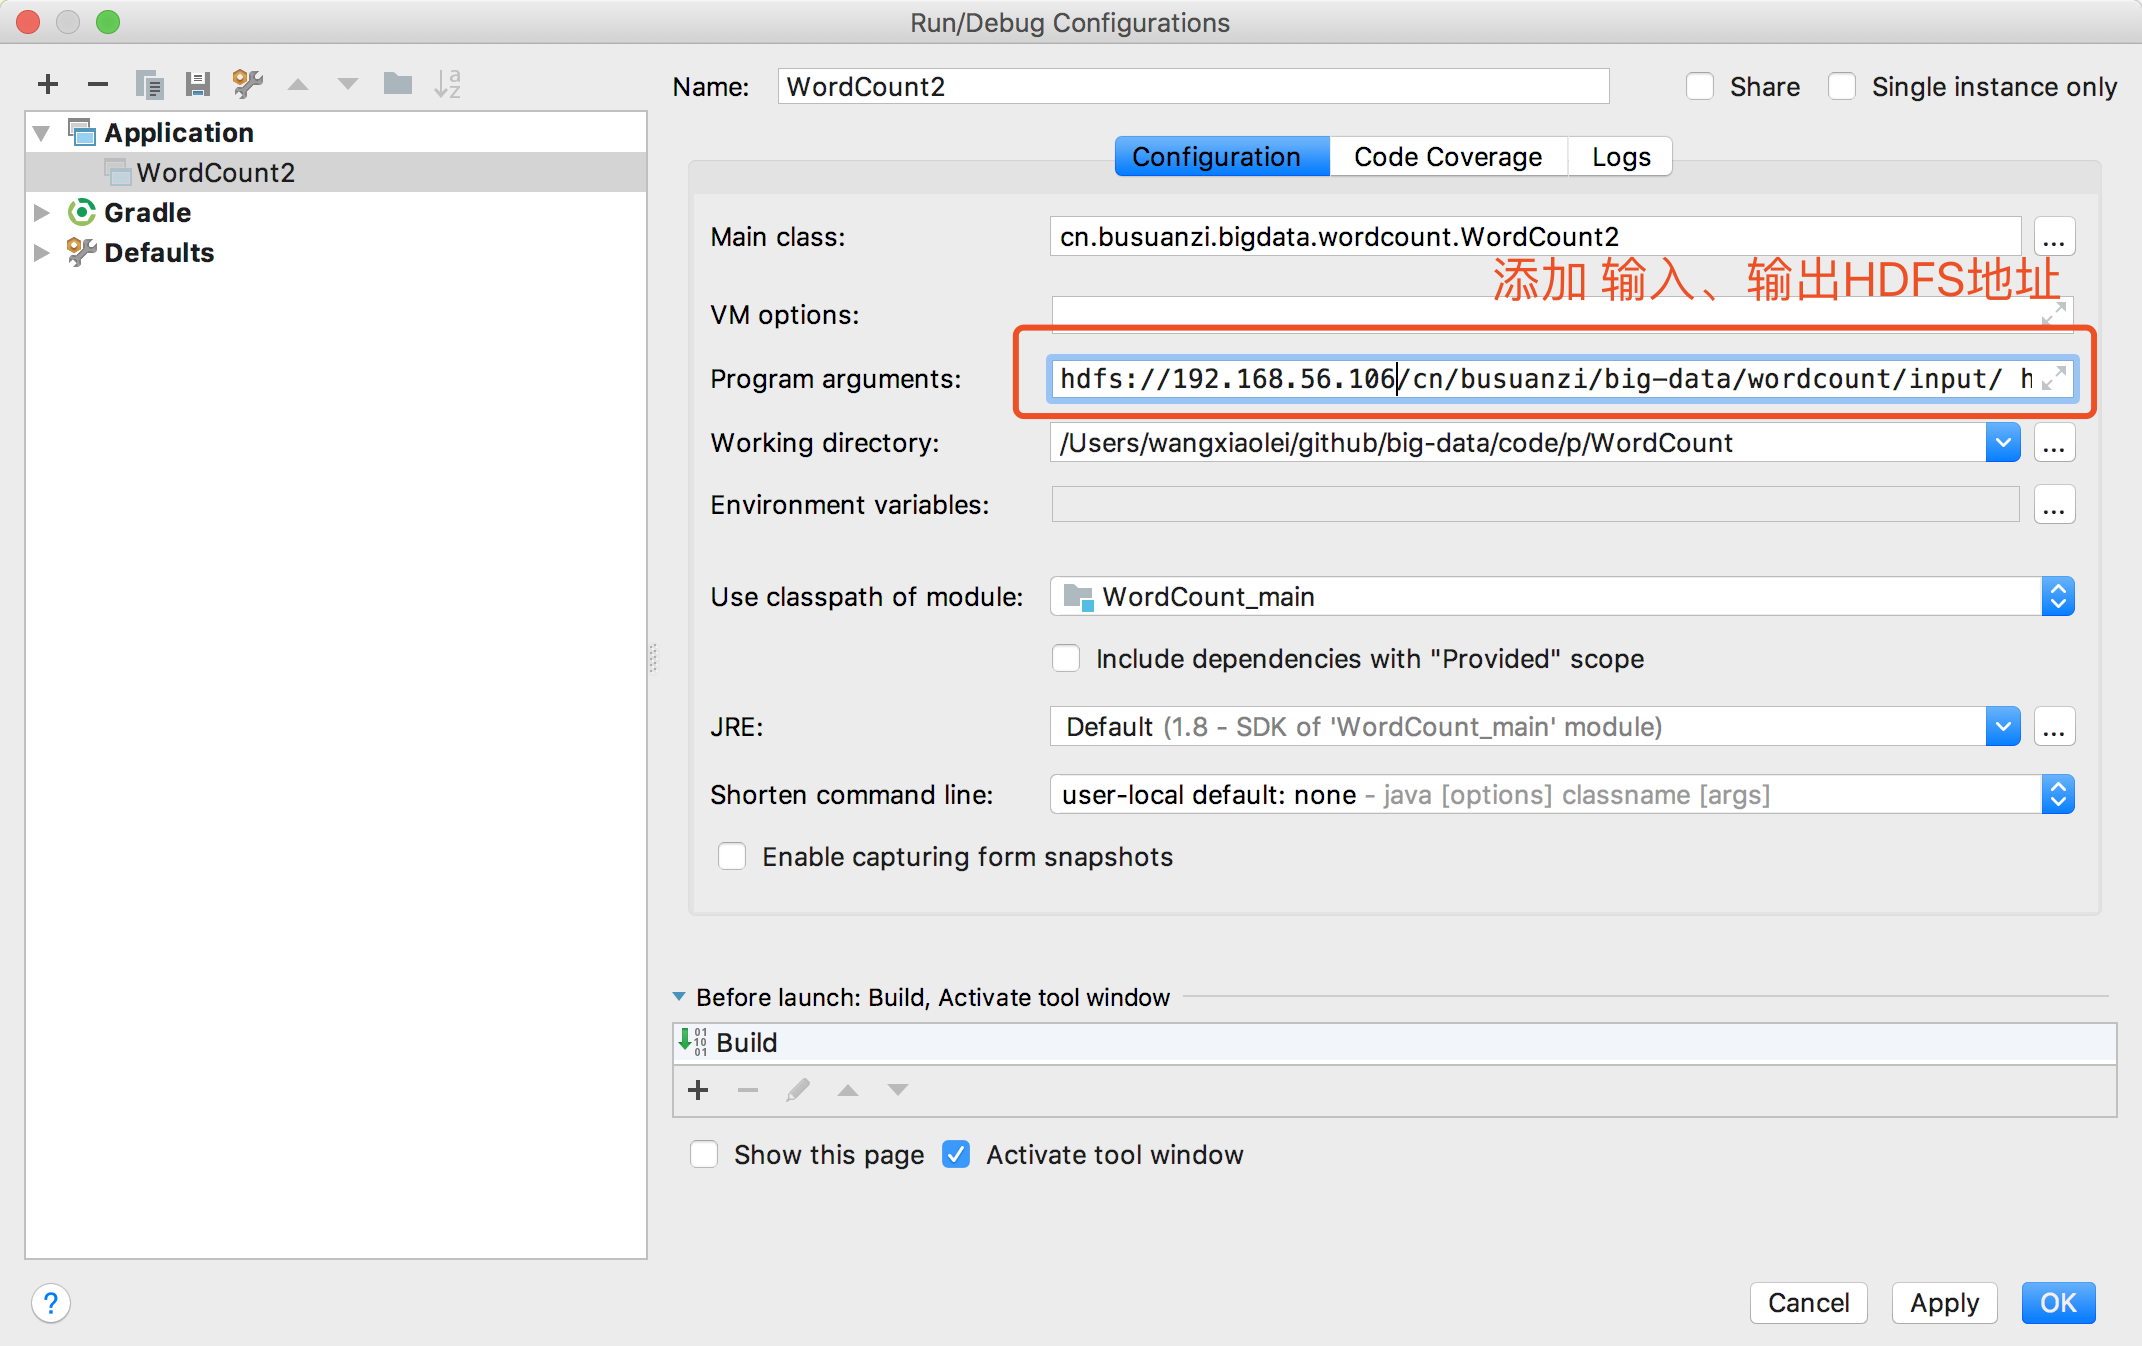 Run/Debug Configurations
Name: WordCount2 Share Single instance only
Application
WordCount2
Gradle
Defaults
Configuration Code Coverage Logs
Main class: cn.busuanzi.bigdata.wordcount.WordCount2 ...
添加 输入、输出HDFS地址
VM options:
Program arguments: hdfs://192.168.56.106/cn/busuanzi/big-data/wordcount/input/ h
Working directory: /Users/wangxiaolei/github/big-data/code/p/WordCount ...
Environment variables: ...
Use classpath of module: WordCount_main
Include dependencies with "Provided" scope
JRE: Default (1.8 - SDK of 'WordCount_main' module) ...
Shorten command line: user-local default: none - java [options] classname [args]
Enable capturing form snapshots
Before launch: Build, Activate tool window
Build
Show this page Activate tool window
? Cancel Apply OK